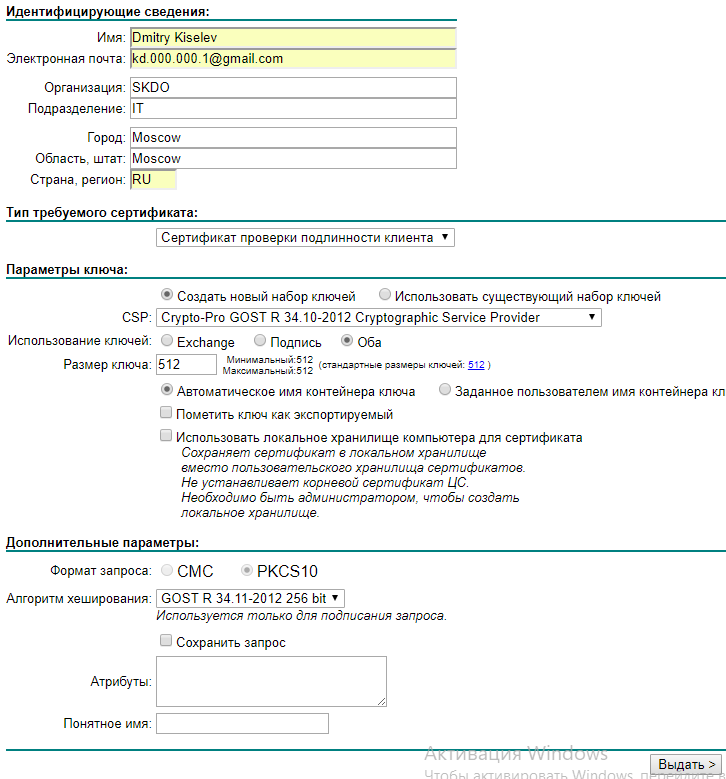 Идентифицирующие сведения:
Имя: Dmitry Kiselev
Электронная почта: kd.000.000.1@gmail.com
Организация: SKDO
Подразделение: IT
Город: Moscow
Область, штат: Moscow
Страна, регион: RU
Тип требуемого сертификата:
Сертификат проверки подлинности клиента
Параметры ключа:
Создать новый набор ключей Использовать существующий набор ключей
CSP: Crypto-Pro GOST R 34.10-2012 Cryptographic Service Provider
Использование ключей: Exchange Подпись Оба
Размер ключа: 512 Минимальный:512 (стандартные размеры ключей: 512 )
Максимальный:512
Автоматическое имя контейнера ключа Заданное пользователем имя контейнера кл
Пометить ключ как экспортируемый
Использовать локальное хранилище компьютера для сертификата
Сохраняет сертификат в локальном хранилище
вместо пользовательского хранилища сертификатов.
Не устанавливает корневой сертификат ЦС.
Необходимо быть администратором, чтобы создать
локальное хранилище.
Дополнительные параметры:
Формат запроса: CMC PKCS10
Алгоритм хеширования: GOST R 34.11-2012 256 bit
Используется только для подписания запроса.
Сохранить запрос
Атрибуты:
Понятное имя:
Активация Windows
Выдать >
Чтобы активировать Windows, перейдите в